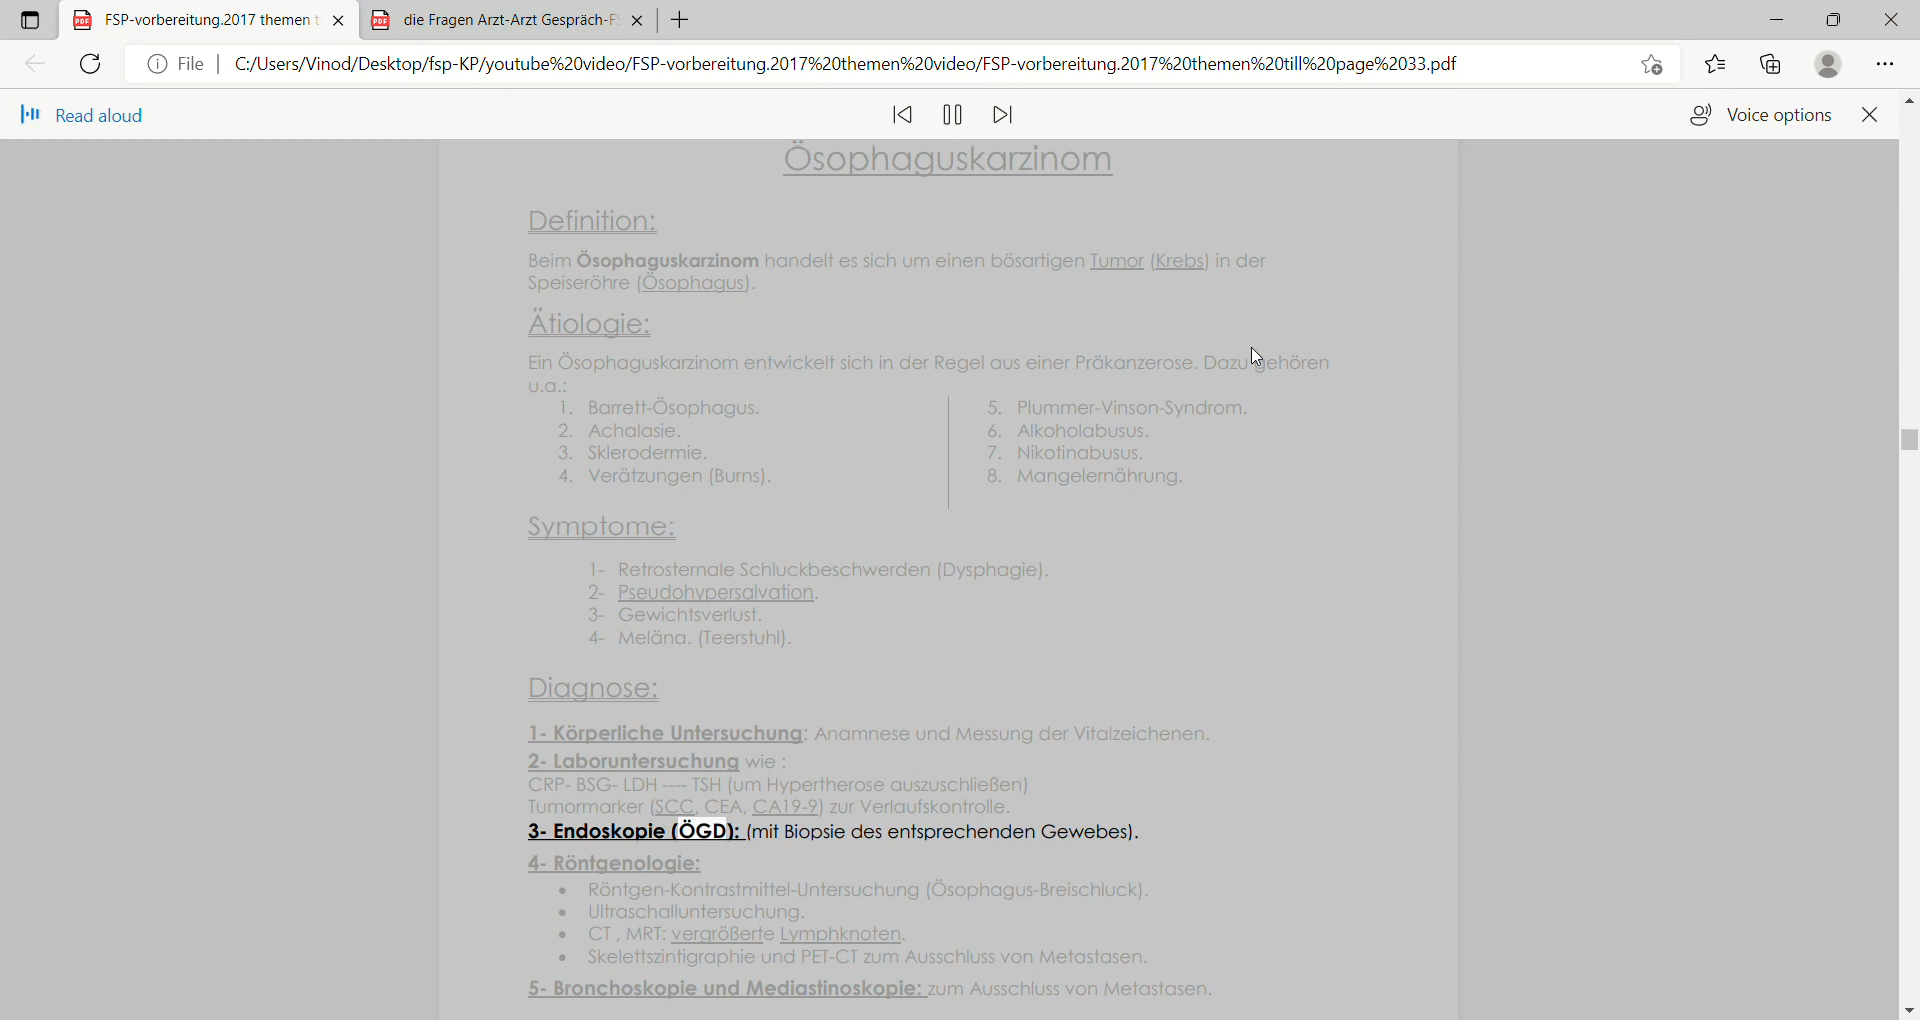 FSP-vorbereitung.2017 themen
die Fragen Arzt-Arzt Gespräch-F
File
C:/Users/Vinod/Desktop/fsp-KP/youtube%20video/FSP-vorbereitung.2017%20themen%20video/FSP-vorbereitung.2017%20themen%20till%20page%2033.pdf
Read aloud
Voice options
Ösophaguskarzinom
Definition:
Beim Ösophaguskarzinom handelt es sich um einen bösartigen Tumor (Krebs) in der
Speiseröhre (Ösophagus).
Ätiologie:
Ein Ösophaguskarzinom entwickelt sich in der Regel aus einer Präkanzerose. Dazu gehören
u.a.:
1. Barrett-Ösophagus.
2. Achalasie.
3. Sklerodermie.
4. Verätzungen (Burns).
5. Plummer-Vinson-Syndrom.
6. Alkoholabusus.
7. Nikotinabusus.
8. Mangelernährung.
Symptome:
1- Retrosternale Schluckbeschwerden (Dysphagie).
2- Pseudohypersalvation.
3- Gewichtsverlust.
4- Meläna. (Teerstuhl).
Diagnose:
1- Körperliche Untersuchung: Anamnese und Messung der Vitalzeichenen.
2- Laboruntersuchung wie :
CRP- BSG- LDH ---- TSH (um Hypertherose auszuschließen)
Tumormarker (SCC, CEA, CA19-9) zur Verlaufskontrolle.
3- Endoskopie (ÖGD): (mit Biopsie des entsprechenden Gewebes).
4- Röntgenologie:
• Röntgen-Kontrastmittel-Untersuchung (Ösophagus-Breischluck).
• Ultraschalluntersuchung.
• CT , MRT: vergrößerte Lymphknoten.
• Skelettszintigraphie und PET-CT zum Ausschluss von Metastasen.
5- Bronchoskopie und Mediastinoskopie: zum Ausschluss von Metastasen.